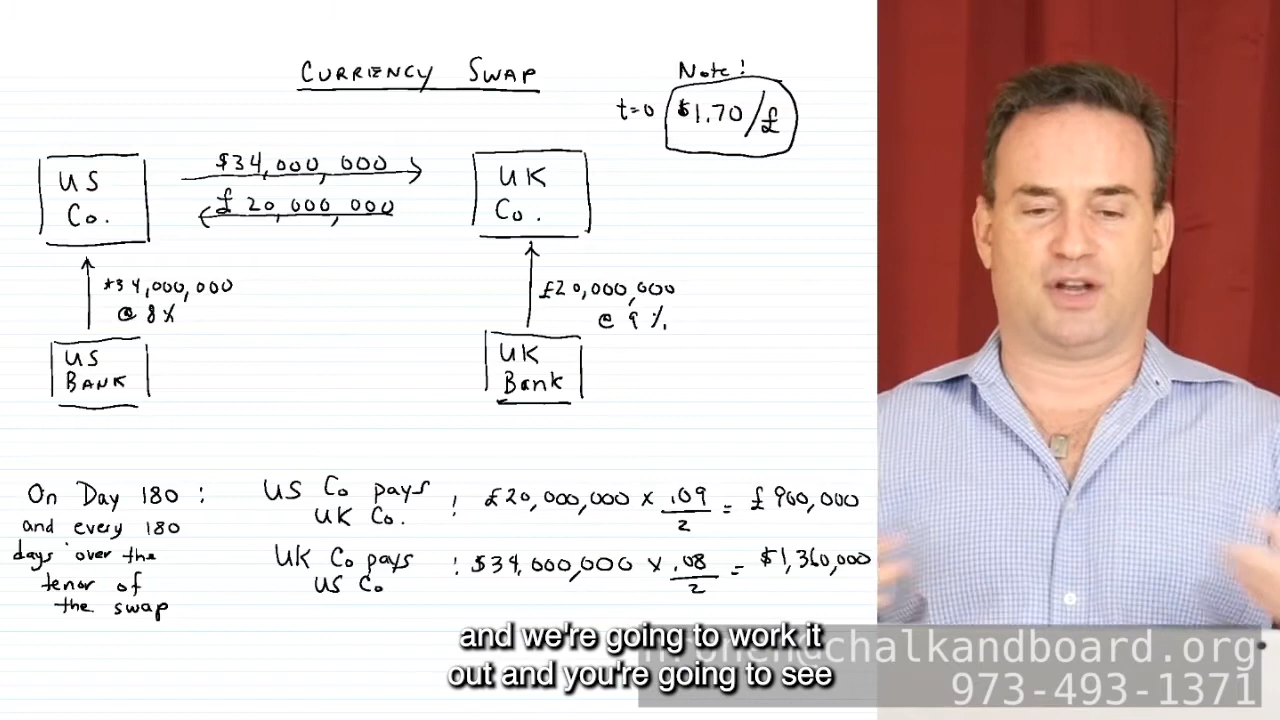 CURRENCY SWAP
Note!
t=0 $1.70/£
US Co.
$34,000,000
£20,000,000
UK Co.
$34,000,000
@ 8%
£20,000,000
@ 9%
US BANK
UK Bank
On Day 180:
and every 180
days over the
tenor of
the swap
US Co pays
UK Co.
: £20,000,000 × .09/2 = £900,000
UK Co pays
US Co
: $34,000,000 × .08/2 = $1,360,000
and we're going to work it
out and you're going to see
chalkandboard.org
973-493-1371